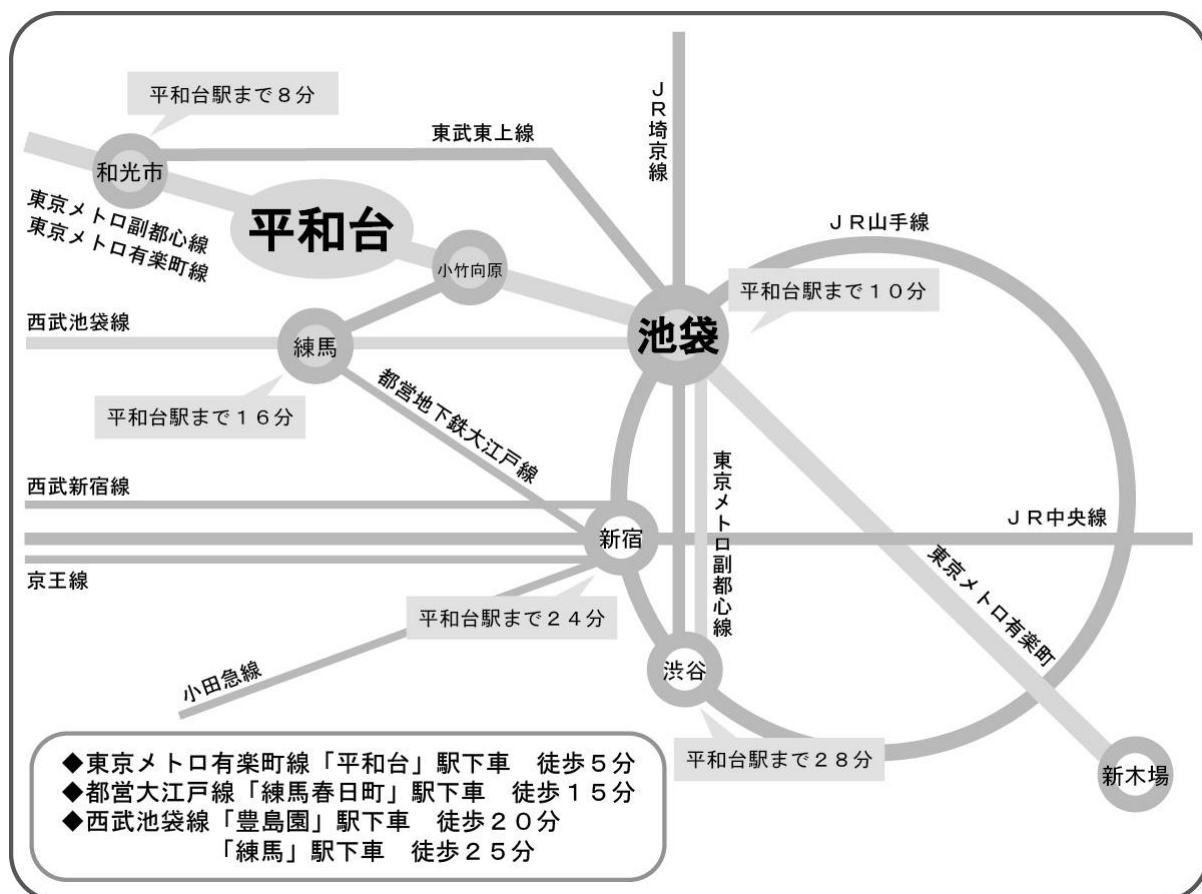 平和台駅まで８分
東武東上線
ＪＲ埼京線
和光市
東京メトロ副都心線
東京メトロ有楽町線
平和台
小竹向原
ＪＲ山手線
平和台駅まで１０分
西武池袋線
練馬
池袋
平和台駅まで１６分
都営地下鉄大江戸線
西武新宿線
東京メトロ副都心線
ＪＲ中央線
新宿
京王線
東京メトロ有楽町
平和台駅まで２４分
小田急線
渋谷
平和台駅まで２８分
新木場
◆東京メトロ有楽町線「平和台」駅下車　徒歩５分
◆都営大江戸線「練馬春日町」駅下車　徒歩１５分
◆西武池袋線「豊島園」駅下車　徒歩２０分
「練馬」駅下車　徒歩２５分